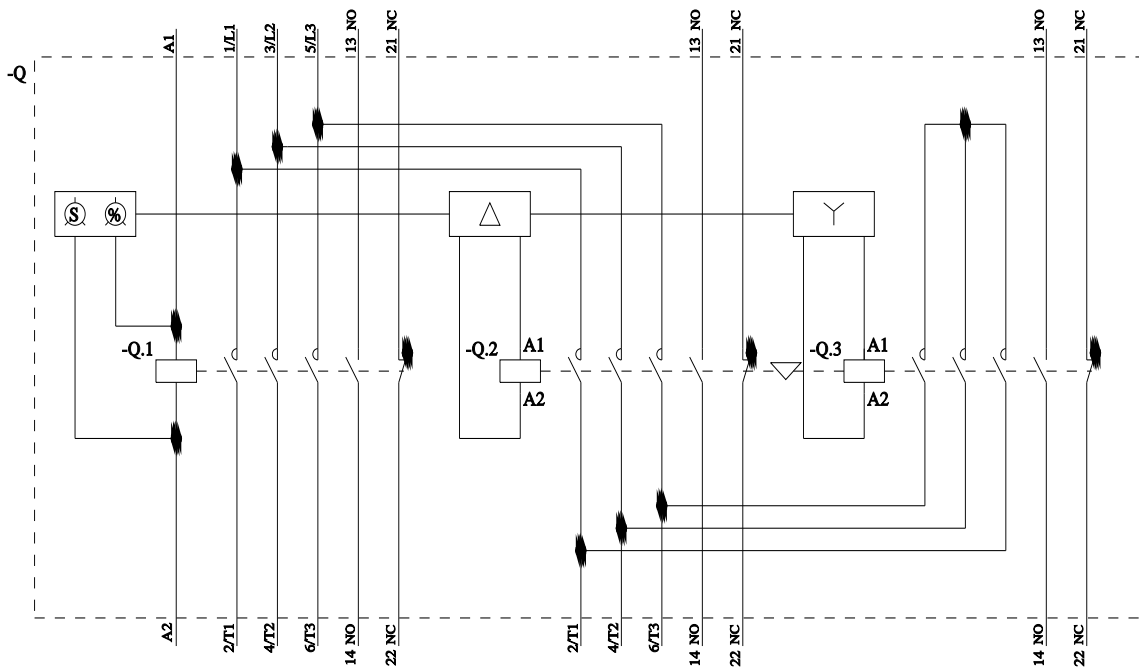 A1
1/L1
3/L2
5/L3
13 NO
21 NC
13 NO
21 NC
13 NO
21 NC
-Q
S
%
-Q.1
-Q.2
A1
A2
-Q.3
A1
A2
A2
2/T1
4/T2
6/T3
14 NO
22 NC
2/T1
4/T2
6/T3
14 NO
22 NC
14 NO
22 NC